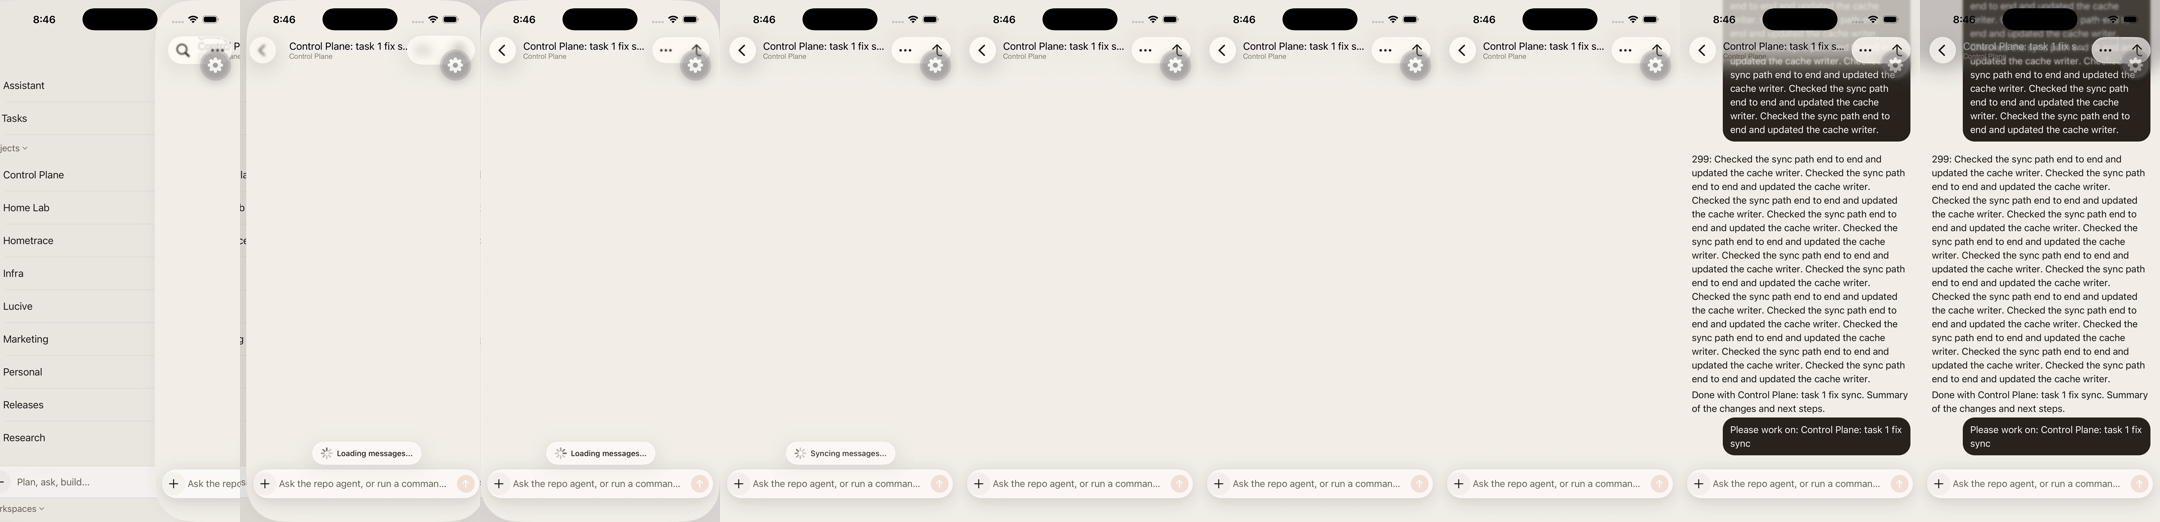 8:46
Assistant
Tasks
jects
Control Plane
Home Lab
Hometrace
Infra
Lucive
Marketing
Personal
Releases
Research
Plan, ask, build...
rkspaces
Ask the repo
8:46
Control Plane: task 1 fix s...
Control Plane
Loading messages...
Ask the repo agent, or run a comman...
8:46
Control Plane: task 1 fix s...
Control Plane
Loading messages...
Ask the repo agent, or run a comman...
8:46
Control Plane: task 1 fix s...
Control Plane
Syncing messages...
Ask the repo agent, or run a comman...
8:46
Control Plane: task 1 fix s...
Control Plane
Ask the repo agent, or run a comman...
8:46
Control Plane: task 1 fix s...
Control Plane
Ask the repo agent, or run a comman...
8:46
Control Plane: task 1 fix s...
Control Plane
Ask the repo agent, or run a comman...
8:46
Control Plane: task 1 fix s...
Control Plane
sync path end to end and updated the
cache writer. Checked the sync path
end to end and updated the cache
writer. Checked the sync path end to
end and updated the cache writer.
299: Checked the sync path end to end and
updated the cache writer. Checked the sync path
end to end and updated the cache writer.
Checked the sync path end to end and updated
the cache writer. Checked the sync path end to
end and updated the cache writer. Checked the
sync path end to end and updated the cache
writer. Checked the sync path end to end and
updated the cache writer. Checked the sync path
end to end and updated the cache writer.
Checked the sync path end to end and updated
the cache writer. Checked the sync path end to
end and updated the cache writer. Checked the
sync path end to end and updated the cache
writer. Checked the sync path end to end and
updated the cache writer. Checked the sync path
end to end and updated the cache writer.
Done with Control Plane: task 1 fix sync. Summary
of the changes and next steps.
Please work on: Control Plane: task 1 fix
sync
Ask the repo agent, or run a comman...
8:46
Control Plane: task 1 fix s
sync path end to end and updated the
cache writer. Checked the sync path
end to end and updated the cache
writer. Checked the sync path end to
end and updated the cache writer.
299: Checked the sync path end to end and
updated the cache writer. Checked the sync path
end to end and updated the cache writer.
Checked the sync path end to end and updated
the cache writer. Checked the sync path end to
end and updated the cache writer. Checked the
sync path end to end and updated the cache
writer. Checked the sync path end to end and
updated the cache writer. Checked the sync path
end to end and updated the cache writer.
Checked the sync path end to end and updated
the cache writer. Checked the sync path end to
end and updated the cache writer. Checked the
sync path end to end and updated the cache
writer. Checked the sync path end to end and
updated the cache writer. Checked the sync path
end to end and updated the cache writer.
Done with Control Plane: task 1 fix sync. Summary
of the changes and next steps.
Please work on: Control Plane: task 1 fix
sync
Ask the repo agent, or run a comman...